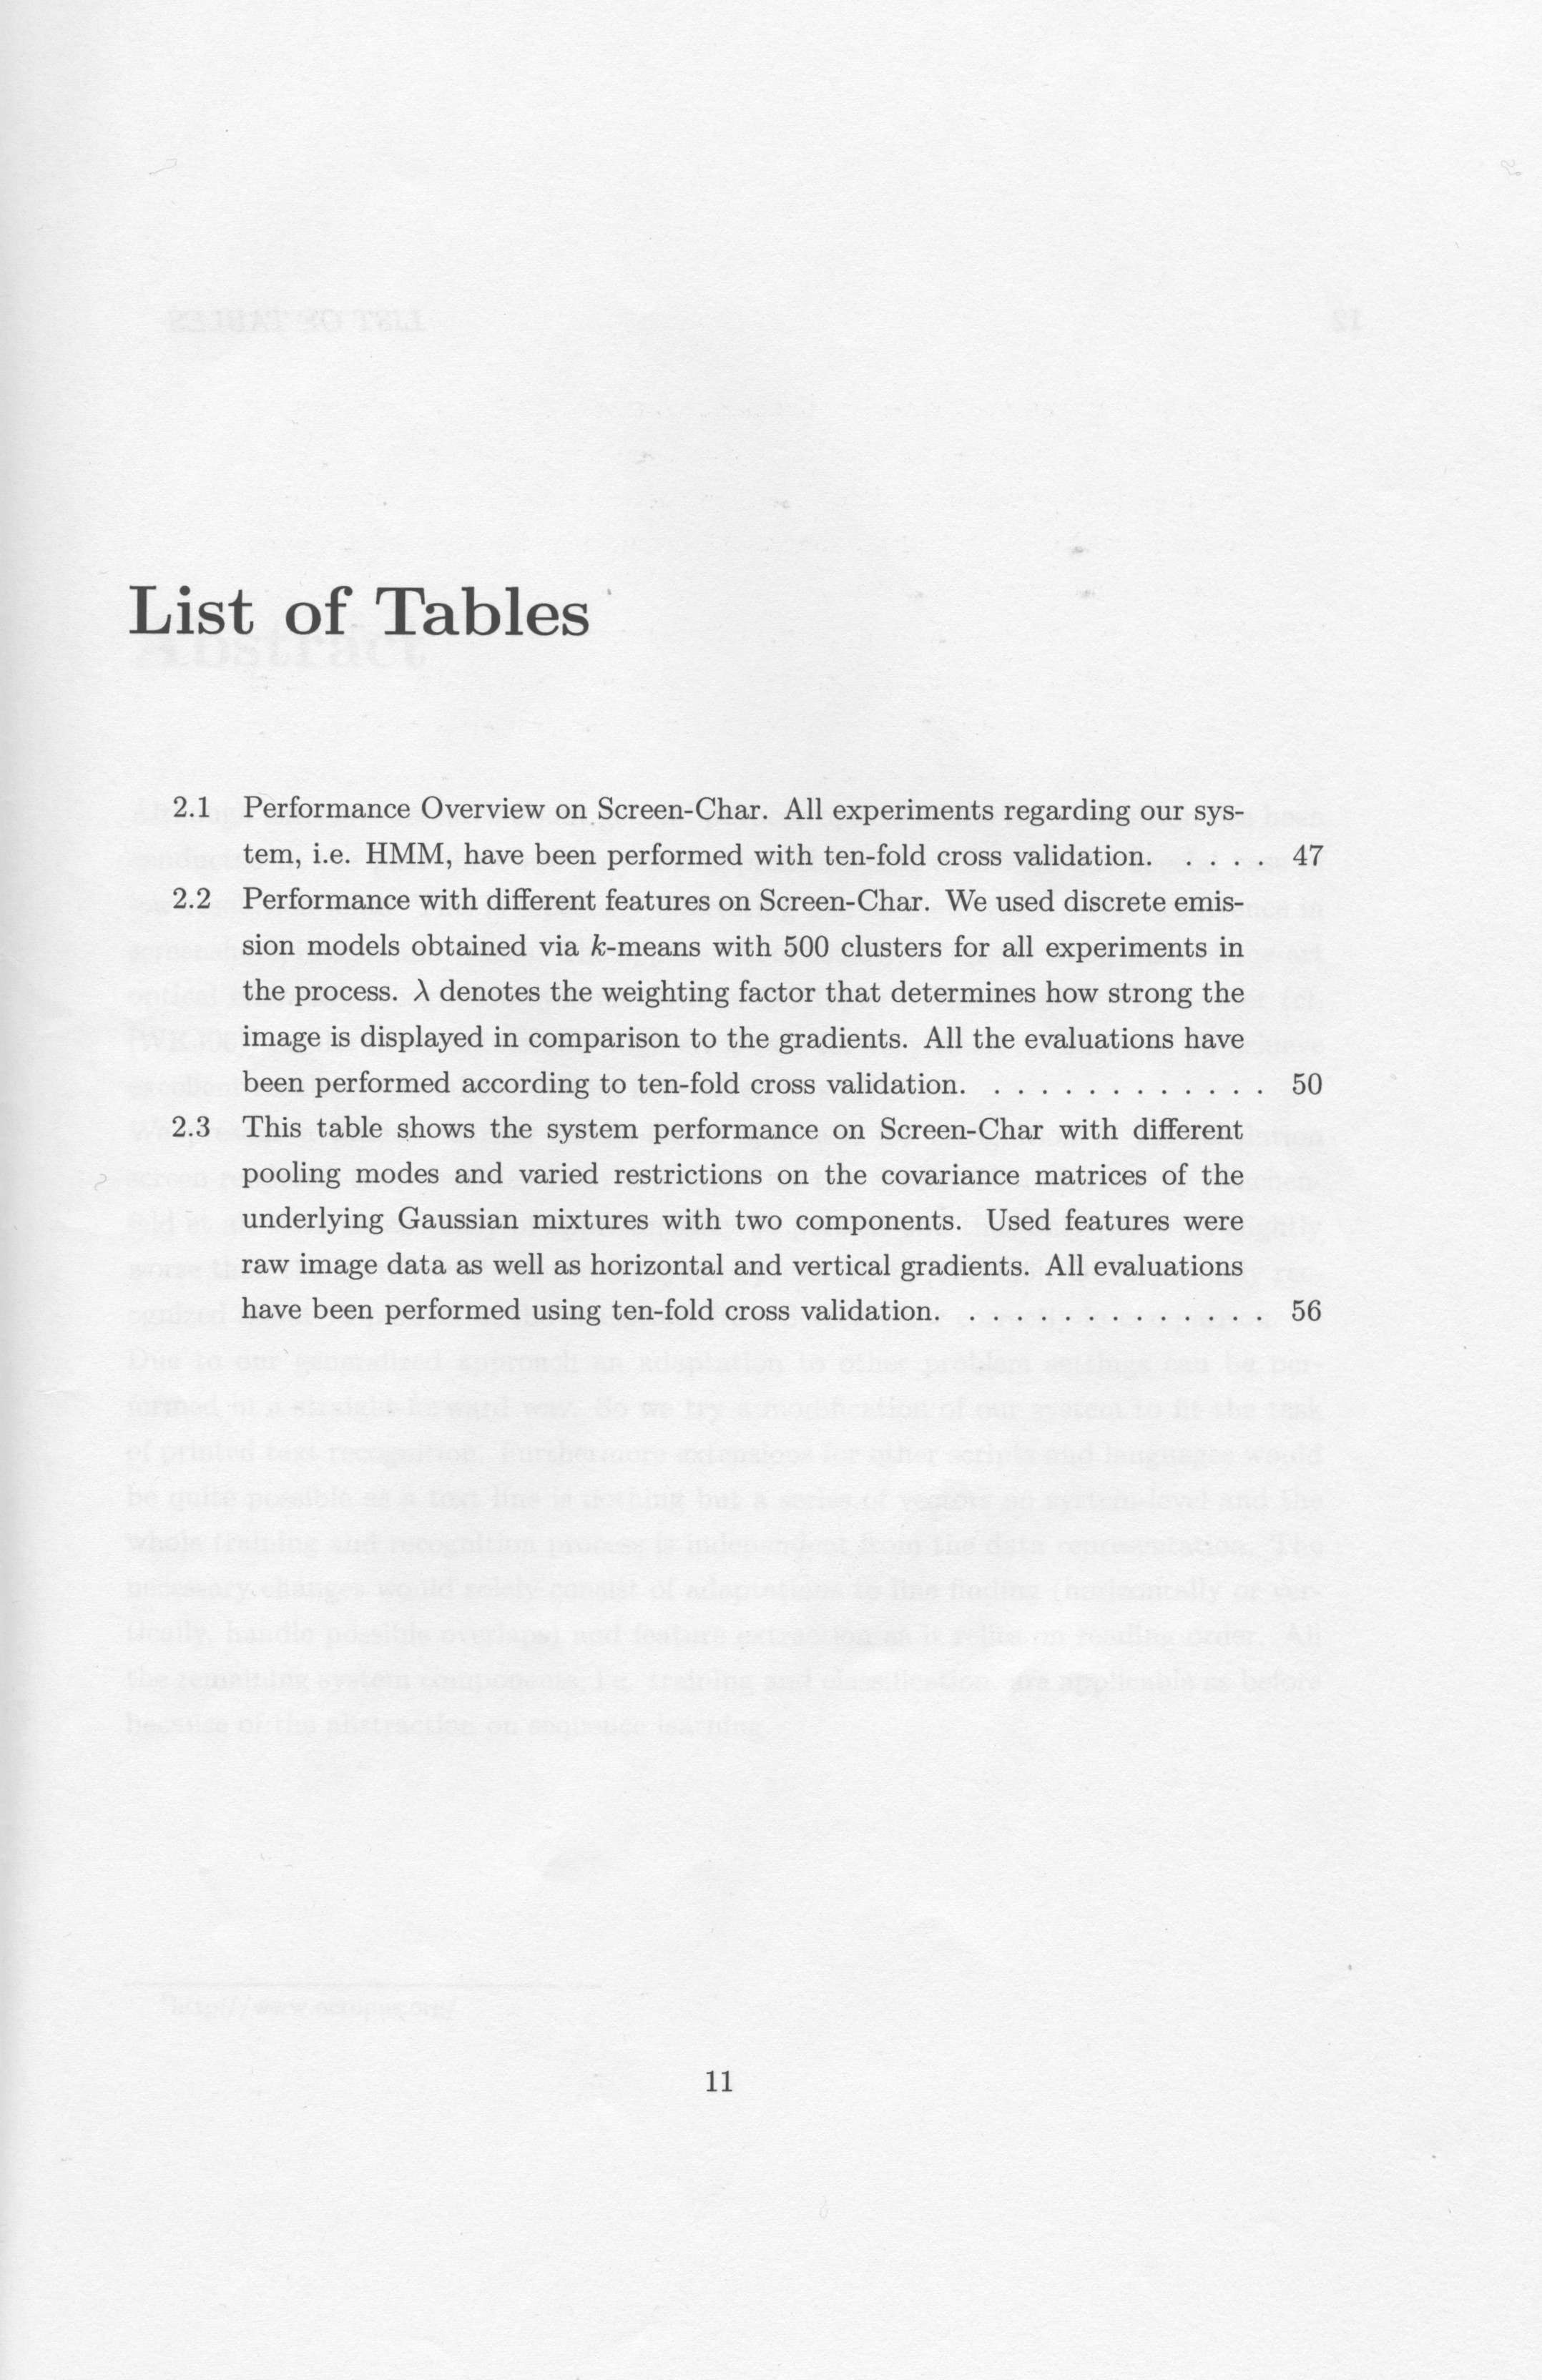 List of Tables
2.1 Performance Overview on Screen-Char. All experiments regarding our sys-
tem, i.e. HMM, have been performed with ten-fold cross validation. . . . . 47
2.2 Performance with different features on Screen-Char. We used discrete emis-
sion models obtained via k-means with 500 clusters for all experiments in
the process. λ denotes the weighting factor that determines how strong the
image is displayed in comparison to the gradients. All the evaluations have
been performed according to ten-fold cross validation. . . . . . . . . . . . . 50
2.3 This table shows the system performance on Screen-Char with different
pooling modes and varied restrictions on the covariance matrices of the
underlying Gaussian mixtures with two components. Used features were
raw image data as well as horizontal and vertical gradients. All evaluations
have been performed using ten-fold cross validation. . . . . . . . . . . . . . 56
11